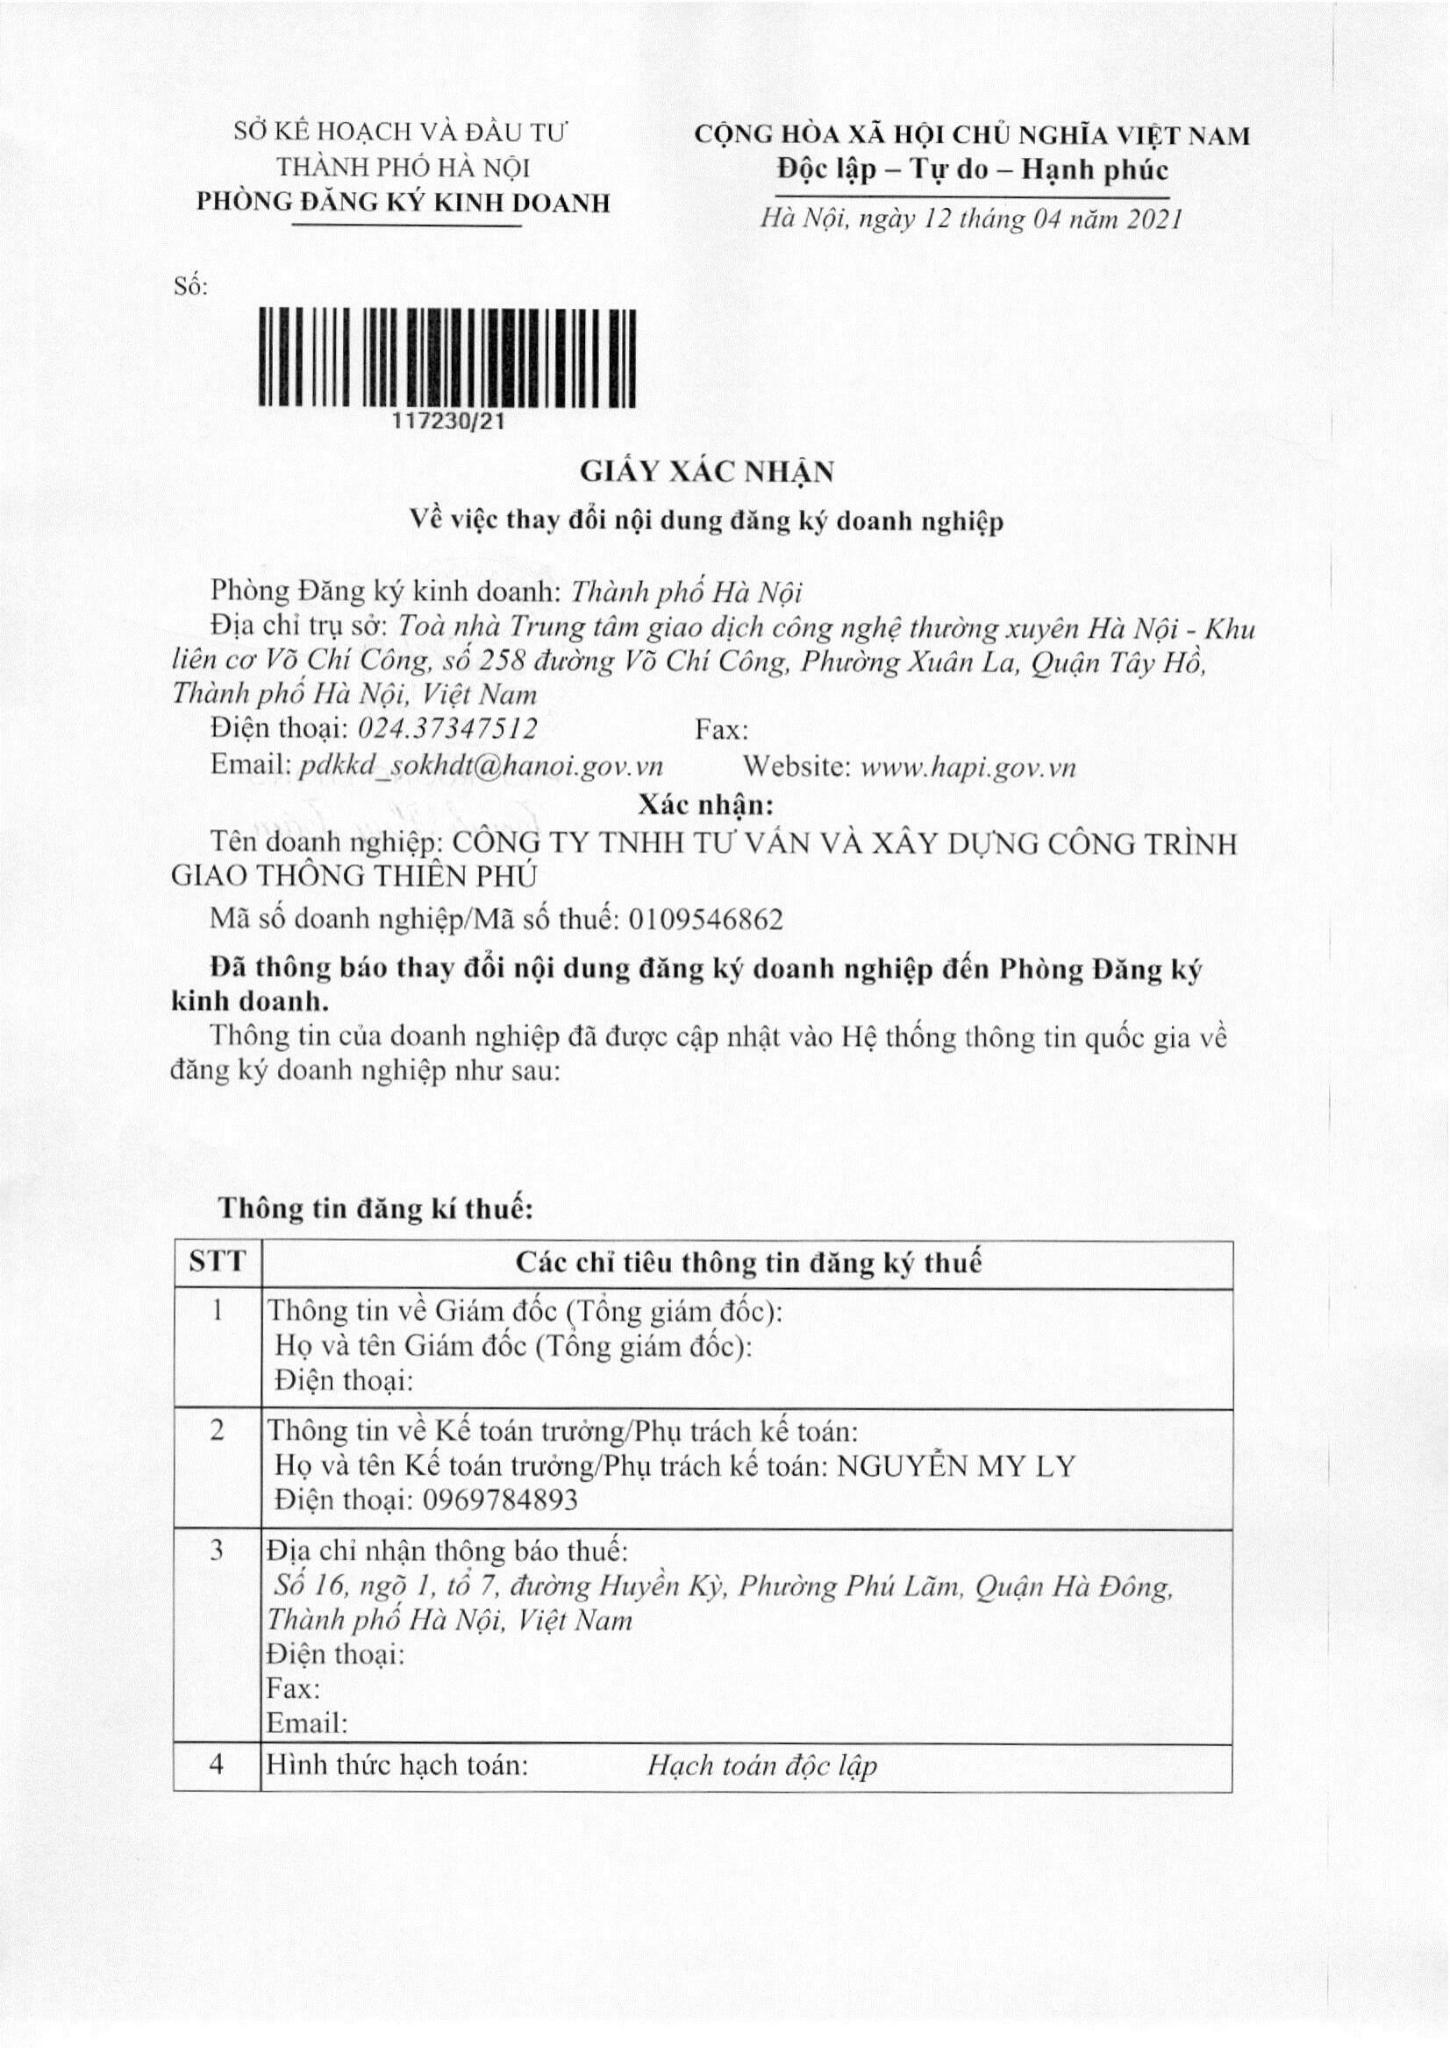 SỞ KẾ HOẠCH VÀ ĐẦU TƯ
THÀNH PHỐ HÀ NỘI
PHÒNG ĐĂNG KÝ KINH DOANH
CỘNG HÒA XÃ HỘI CHỦ NGHĨA VIỆT NAM
Độc lập – Tự do – Hạnh phúc
Hà Nội, ngày 12 tháng 04 năm 2021
Số:
117230/21
GIẤY XÁC NHẬN
Về việc thay đổi nội dung đăng ký doanh nghiệp
Phòng Đăng ký kinh doanh: Thành phố Hà Nội
Địa chỉ trụ sở: Toà nhà Trung tâm giao dịch công nghệ thường xuyên Hà Nội - Khu
liên cơ Võ Chí Công, số 258 đường Võ Chí Công, Phường Xuân La, Quận Tây Hồ,
Thành phố Hà Nội, Việt Nam
Điện thoại: 024.37347512 Fax:
Email: pdkkd_sokhdt@hanoi.gov.vn Website: www.hapi.gov.vn
Xác nhận:
Tên doanh nghiệp: CÔNG TY TNHH TƯ VẤN VÀ XÂY DỰNG CÔNG TRÌNH
GIAO THÔNG THIÊN PHÚ
Mã số doanh nghiệp/Mã số thuế: 0109546862
Đã thông báo thay đổi nội dung đăng ký doanh nghiệp đến Phòng Đăng ký
kinh doanh.
Thông tin của doanh nghiệp đã được cập nhật vào Hệ thống thông tin quốc gia về
đăng ký doanh nghiệp như sau:
Thông tin đăng kí thuế:
STT Các chỉ tiêu thông tin đăng ký thuế
1 Thông tin về Giám đốc (Tổng giám đốc):
Họ và tên Giám đốc (Tổng giám đốc):
Điện thoại:
2 Thông tin về Kế toán trưởng/Phụ trách kế toán:
Họ và tên Kế toán trưởng/Phụ trách kế toán: NGUYỄN MY LY
Điện thoại: 0969784893
3 Địa chỉ nhận thông báo thuế:
Số 16, ngõ 1, tổ 7, đường Huyền Kỳ, Phường Phú Lãm, Quận Hà Đông,
Thành phố Hà Nội, Việt Nam
Điện thoại:
Fax:
Email:
4 Hình thức hạch toán: Hạch toán độc lập